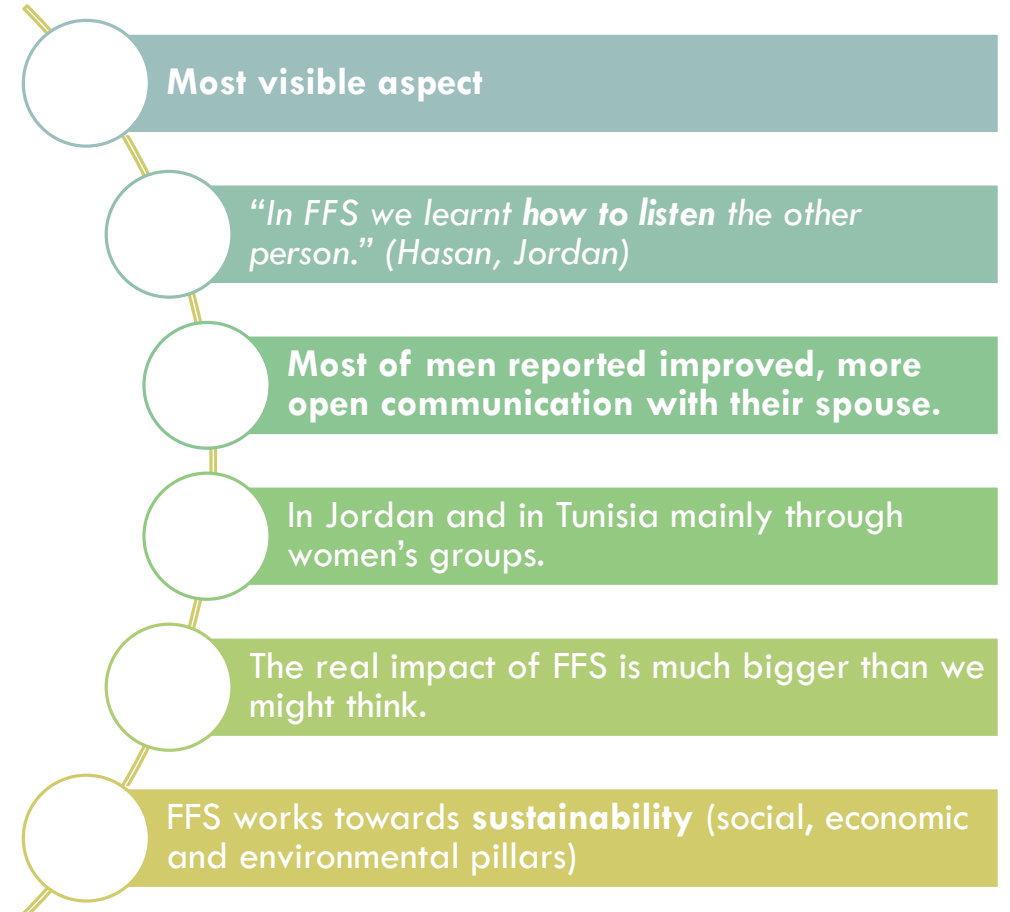 Most visible aspect
“In FFS we learnt how to listen the other
person.” (Hasan, Jordan)
Most of men reported improved, more
open communication with their spouse.
In Jordan and in Tunisia mainly through
women’s groups.
The real impact of FFS is much bigger than we
might think.
FFS works towards sustainability (social, economic
and environmental pillars)